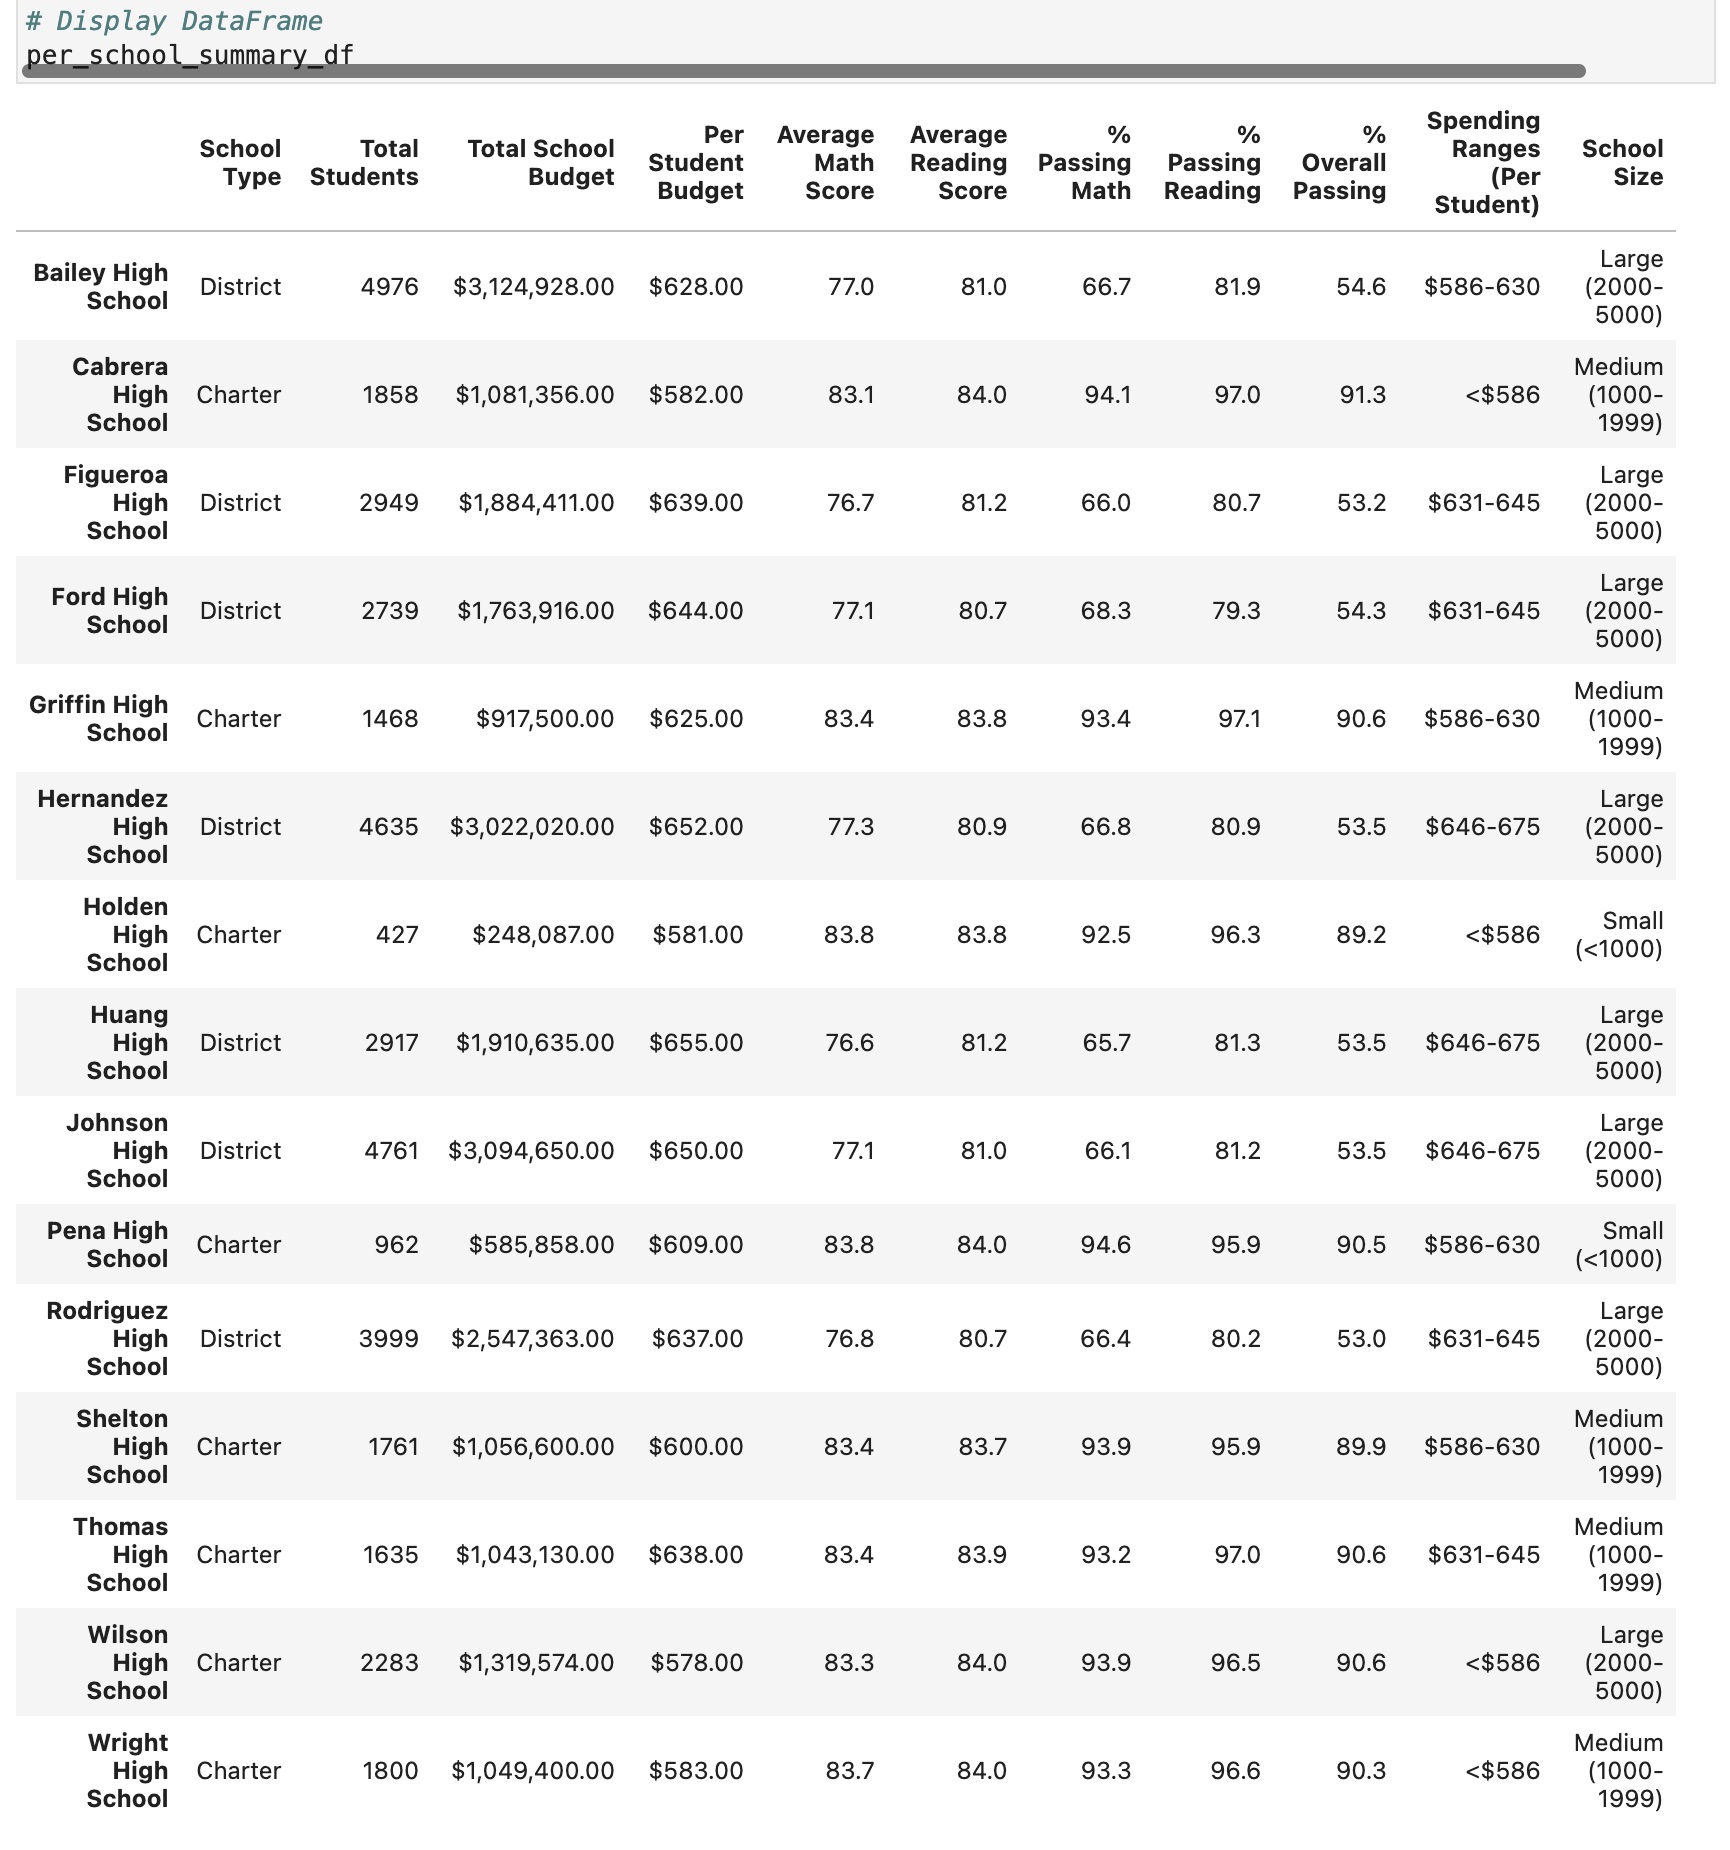 # Display DataFrame
per_school_summary_df
School Type Total Students Total School Budget Per Student Budget Average Math Score Average Reading Score % Passing Math % Passing Reading % Overall Passing Spending Ranges (Per Student) School Size
Bailey High School District 4976 $3,124,928.00 $628.00 77.0 81.0 66.7 81.9 54.6 $586-630 Large (2000-5000)
Cabrera High School Charter 1858 $1,081,356.00 $582.00 83.1 84.0 94.1 97.0 91.3 <$586 Medium (1000-1999)
Figueroa High School District 2949 $1,884,411.00 $639.00 76.7 81.2 66.0 80.7 53.2 $631-645 Large (2000-5000)
Ford High School District 2739 $1,763,916.00 $644.00 77.1 80.7 68.3 79.3 54.3 $631-645 Large (2000-5000)
Griffin High School Charter 1468 $917,500.00 $625.00 83.4 83.8 93.4 97.1 90.6 $586-630 Medium (1000-1999)
Hernandez High School District 4635 $3,022,020.00 $652.00 77.3 80.9 66.8 80.9 53.5 $646-675 Large (2000-5000)
Holden High School Charter 427 $248,087.00 $581.00 83.8 83.8 92.5 96.3 89.2 <$586 Small (<1000)
Huang High School District 2917 $1,910,635.00 $655.00 76.6 81.2 65.7 81.3 53.5 $646-675 Large (2000-5000)
Johnson High School District 4761 $3,094,650.00 $650.00 77.1 81.0 66.1 81.2 53.5 $646-675 Large (2000-5000)
Pena High School Charter 962 $585,858.00 $609.00 83.8 84.0 94.6 95.9 90.5 $586-630 Small (<1000)
Rodriguez High School District 3999 $2,547,363.00 $637.00 76.8 80.7 66.4 80.2 53.0 $631-645 Large (2000-5000)
Shelton High School Charter 1761 $1,056,600.00 $600.00 83.4 83.7 93.9 95.9 89.9 $586-630 Medium (1000-1999)
Thomas High School Charter 1635 $1,043,130.00 $638.00 83.4 83.9 93.2 97.0 90.6 $631-645 Medium (1000-1999)
Wilson High School Charter 2283 $1,319,574.00 $578.00 83.3 84.0 93.9 96.5 90.6 <$586 Large (2000-5000)
Wright High School Charter 1800 $1,049,400.00 $583.00 83.7 84.0 93.3 96.6 90.3 <$586 Medium (1000-1999)